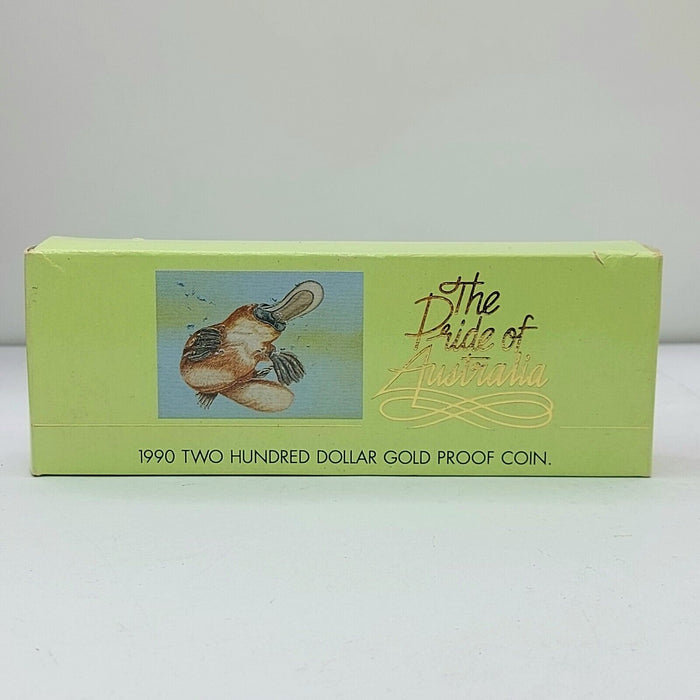 The
Pride of
Australia
1990 TWO HUNDRED DOLLAR GOLD PROOF COIN.